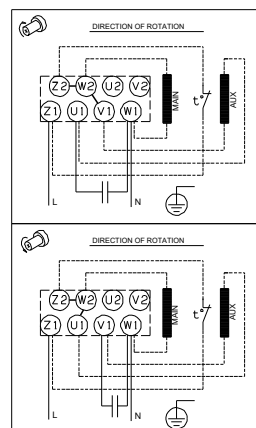 DIRECTION OF ROTATION
Z2 W2 U2 V2
Z1 U1 V1 W1
MAIN
t°
AUX
L
N
DIRECTION OF ROTATION
Z2 W2 U2 V2
Z1 U1 V1 W1
MAIN
t°
AUX
L
N